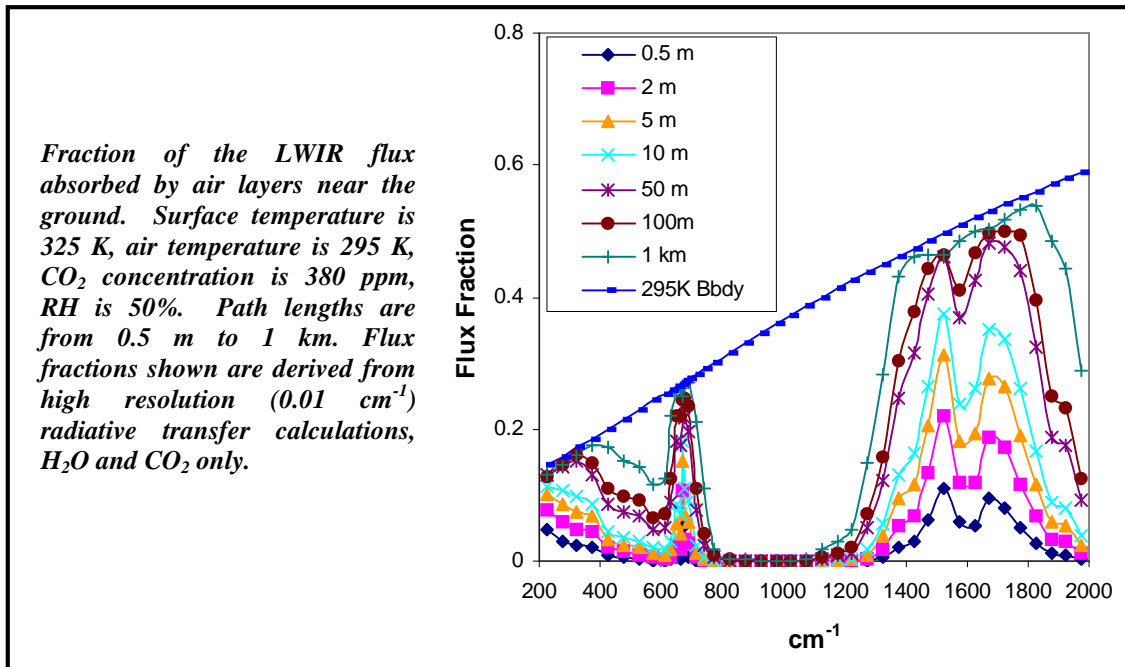 Fraction of the LWIR flux
absorbed by air layers near the
ground. Surface temperature is
325 K, air temperature is 295 K,
CO2 concentration is 380 ppm,
RH is 50%. Path lengths are
from 0.5 m to 1 km. Flux
fractions shown are derived from
high resolution (0.01 cm-1)
radiative transfer calculations,
H2O and CO2 only.
0.8
0.6
0.4
0.2
0
Flux Fraction
0.5 m
2 m
5 m
10 m
50 m
100m
1 km
295K Bbdy
200 400 600 800 1000 1200 1400 1600 1800 2000
cm-1